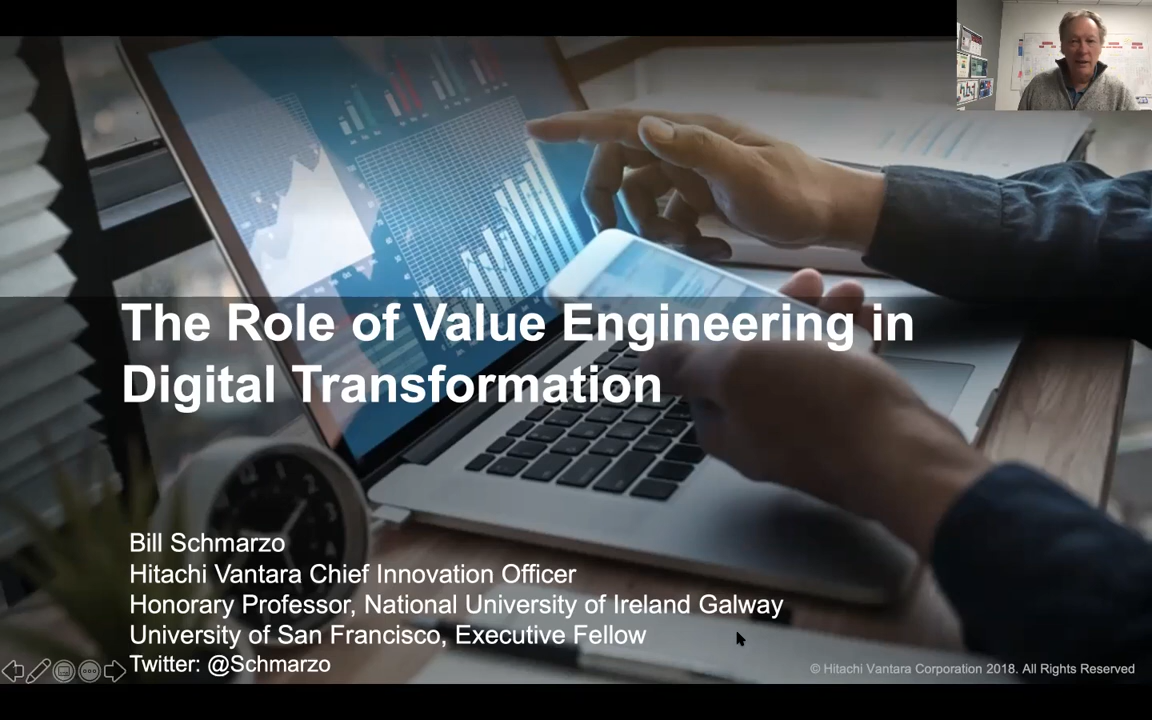 The Role of Value Engineering in
Digital Transformation
Bill Schmarzo
Hitachi Vantara Chief Innovation Officer
Honorary Professor, National University of Ireland Galway
University of San Francisco, Executive Fellow
Twitter: @Schmarzo
© Hitachi Vantara Corporation 2018. All Rights Reserved